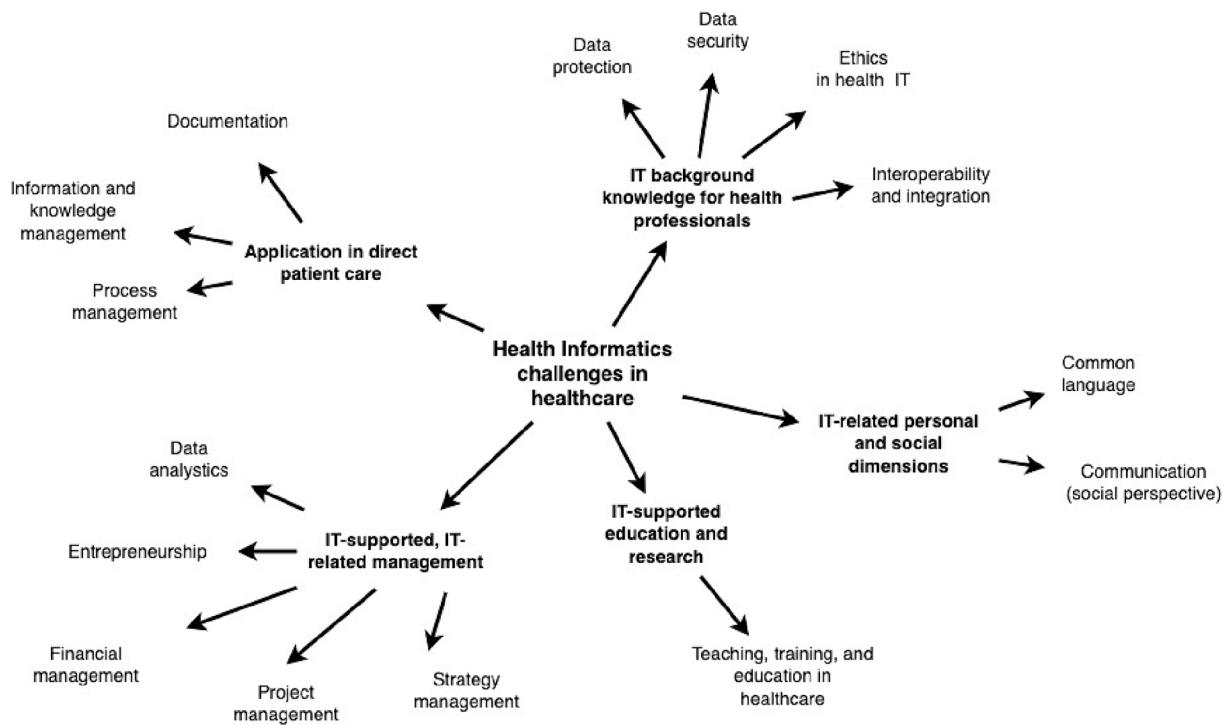 Data
protection
Data
security
Ethics
in health IT
Documentation
Information and
knowledge
management
Process
management
Application in direct
patient care
IT background
knowledge for health
professionals
Interoperability
and integration
Health Informatics
challenges in
healthcare
Common
language
IT-related personal
and social
dimensions
Communication
(social perspective)
Data
analystics
Entrepreneurship
IT-supported, IT-
related management
Financial
management
Project
management
Strategy
management
IT-supported
education and
research
Teaching, training, and
education in
healthcare